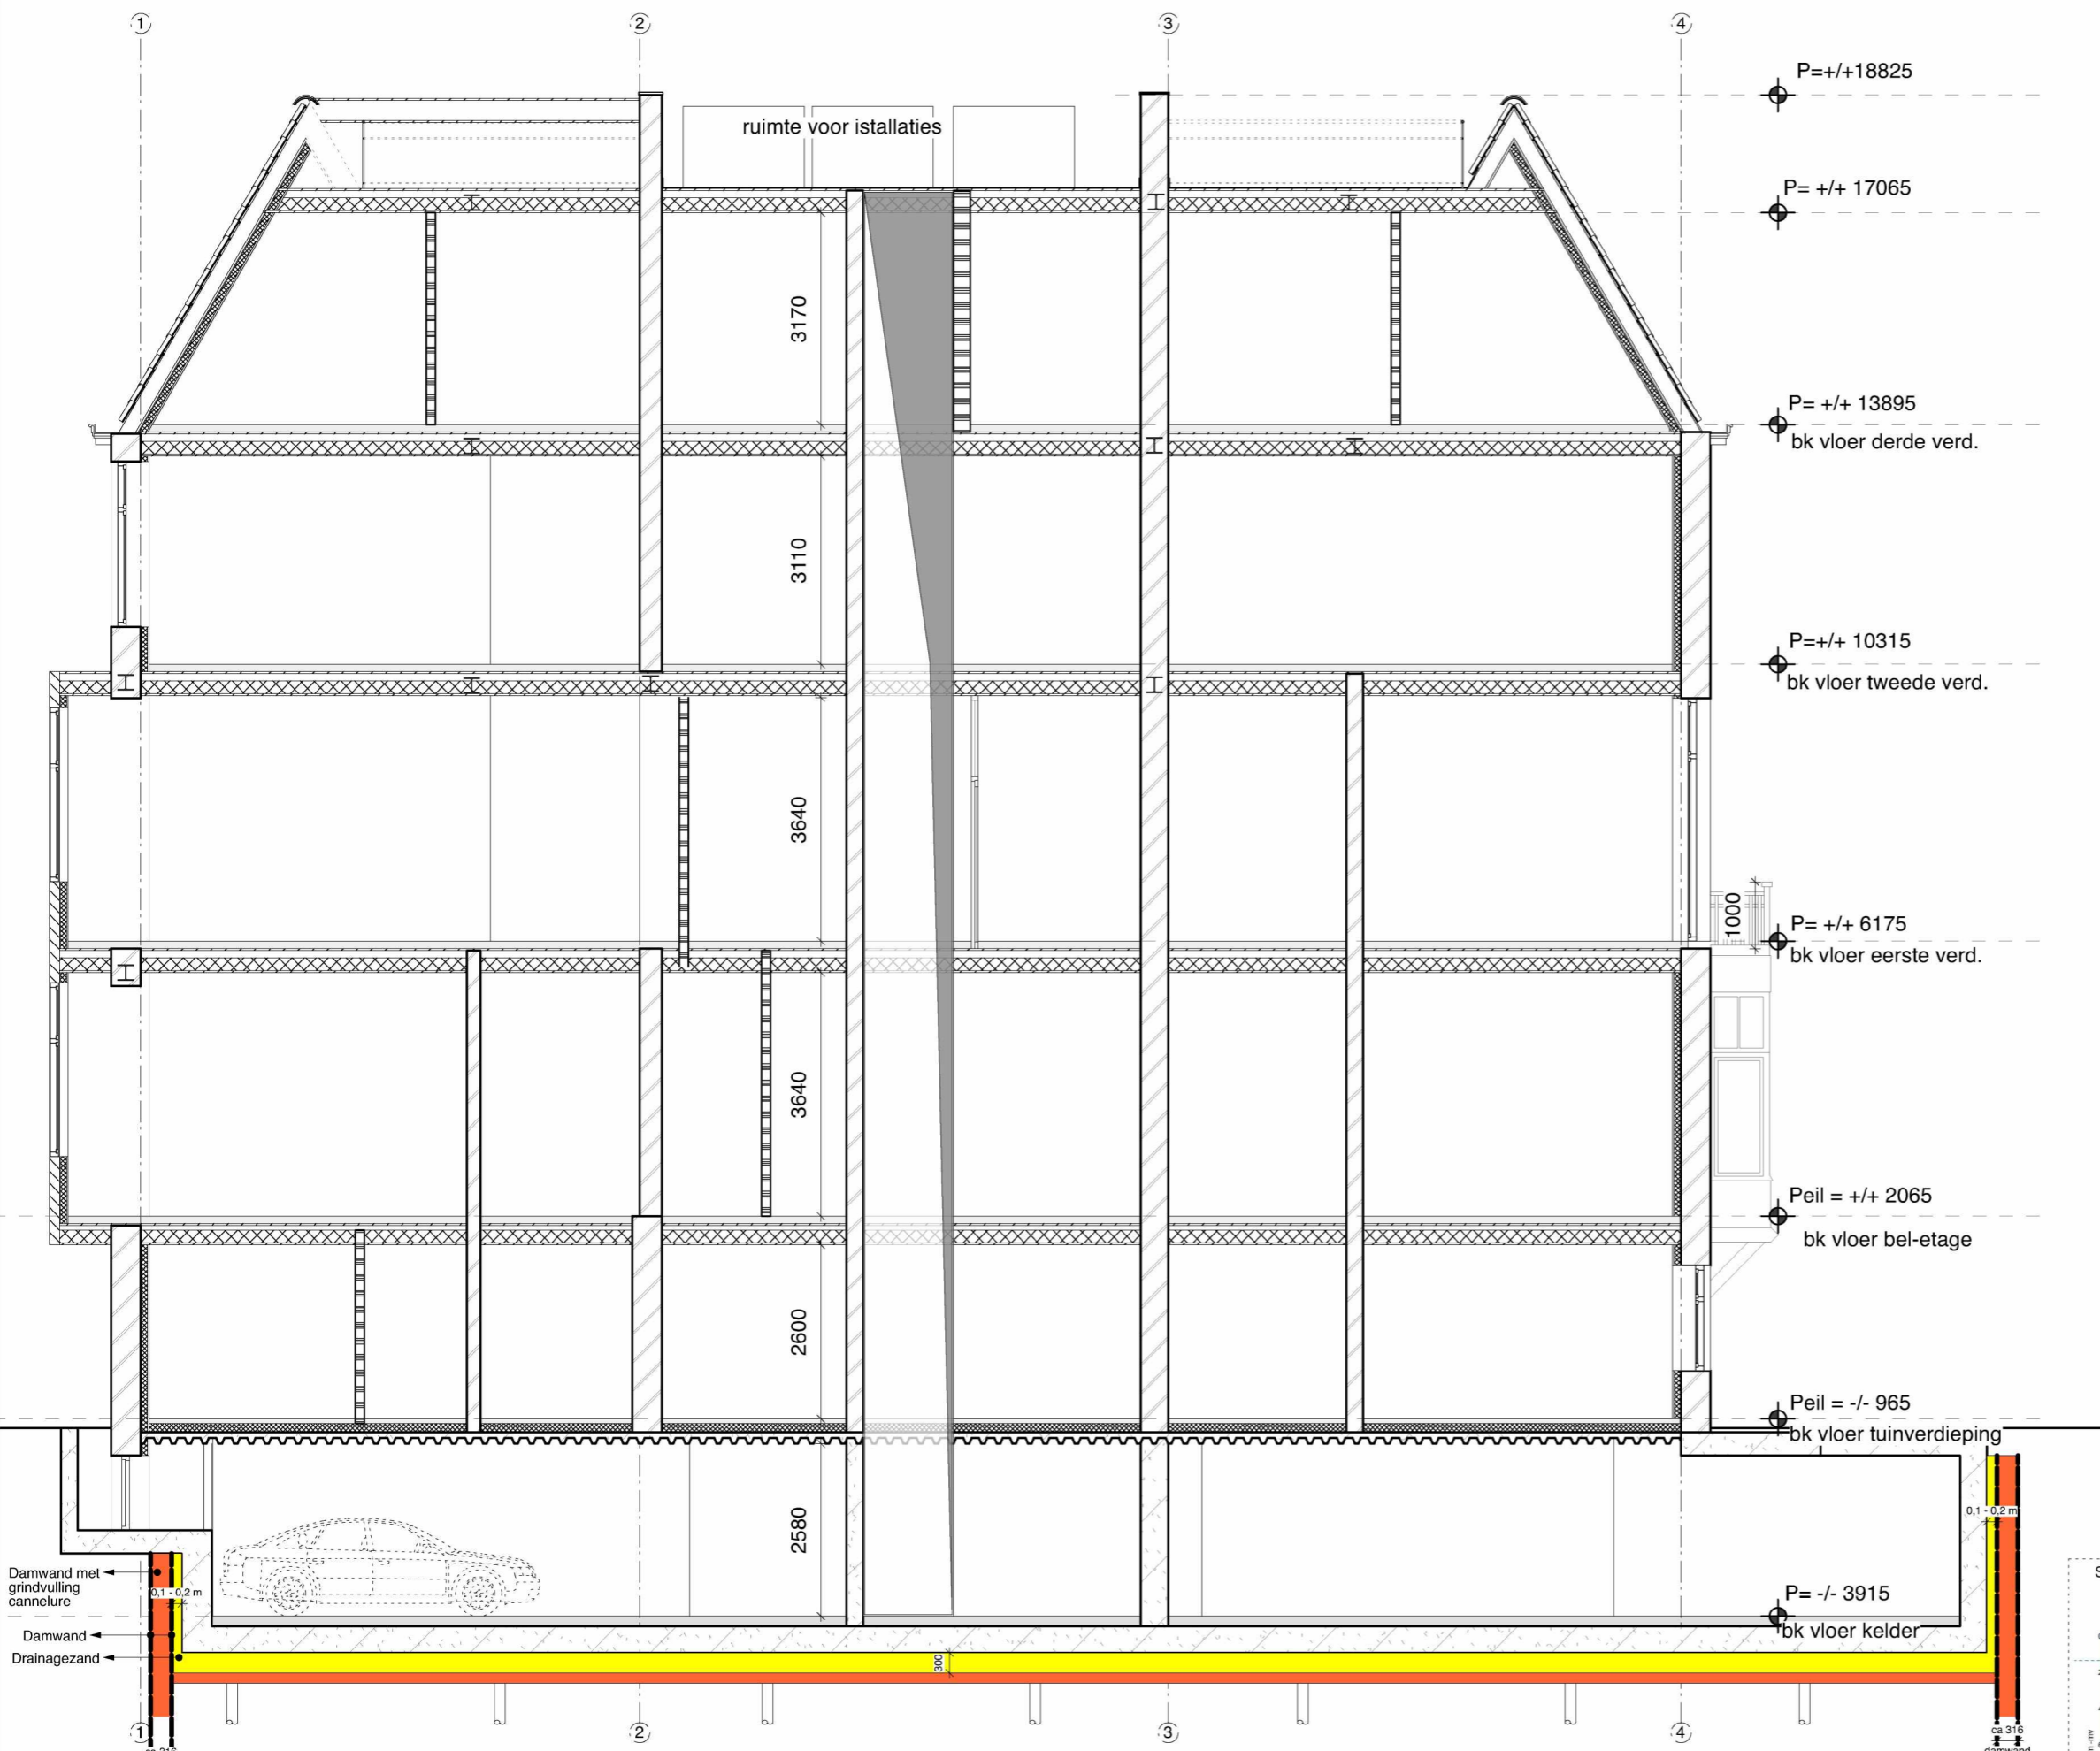 1
2
3
4
P=+/+18825
ruimte voor istallaties
P= +/+ 17065
3170
P= +/+ 13895
bk vloer derde verd.
3110
P=+/+ 10315
bk vloer tweede verd.
3640
1000
P= +/+ 6175
bk vloer eerste verd.
3640
Peil = +/+ 2065
bk vloer bel-etage
2600
Peil = -/- 965
bk vloer tuinverdieping
0,1 - 0,2 m
2580
Damwand met
grindvulling
cannelure
0,1 - 0,2 m
P= -/- 3915
bk vloer kelder
Damwand
Drainagezand
300
1
2
3
4
ca 316
damwand